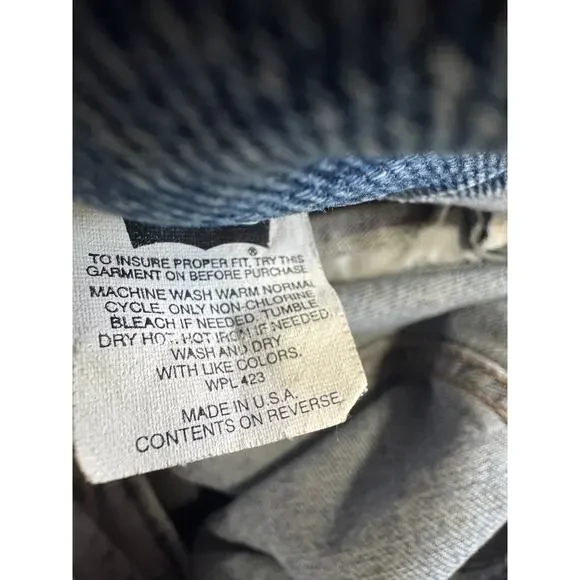 ®
TO INSURE PROPER FIT, TRY THIS
GARMENT ON BEFORE PURCHASE.
MACHINE WASH WARM NORMAL
CYCLE. ONLY NON-CHLORINE
BLEACH IF NEEDED. TUMBLE
DRY HOT. HOT IRON IF NEEDED.
WASH AND DRY
WITH LIKE COLORS.
WPL 423
MADE IN U.S.A.
CONTENTS ON REVERSE.